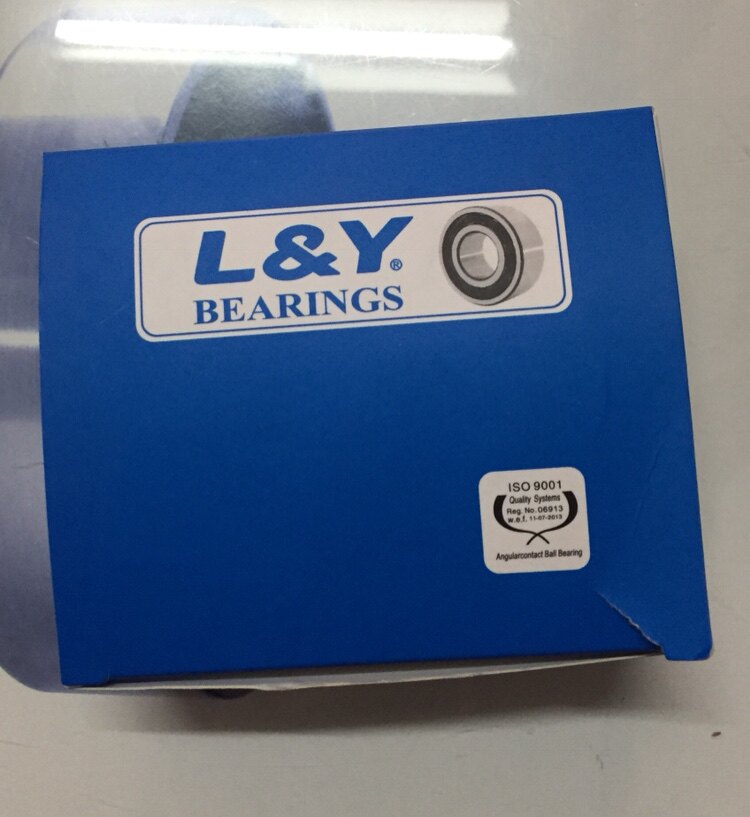 L&Y®
BEARINGS
ISO 9001
Quality Systems
Reg. No. 06913
w.e.f. 11-07-2013
Angularcontact Ball Bearing